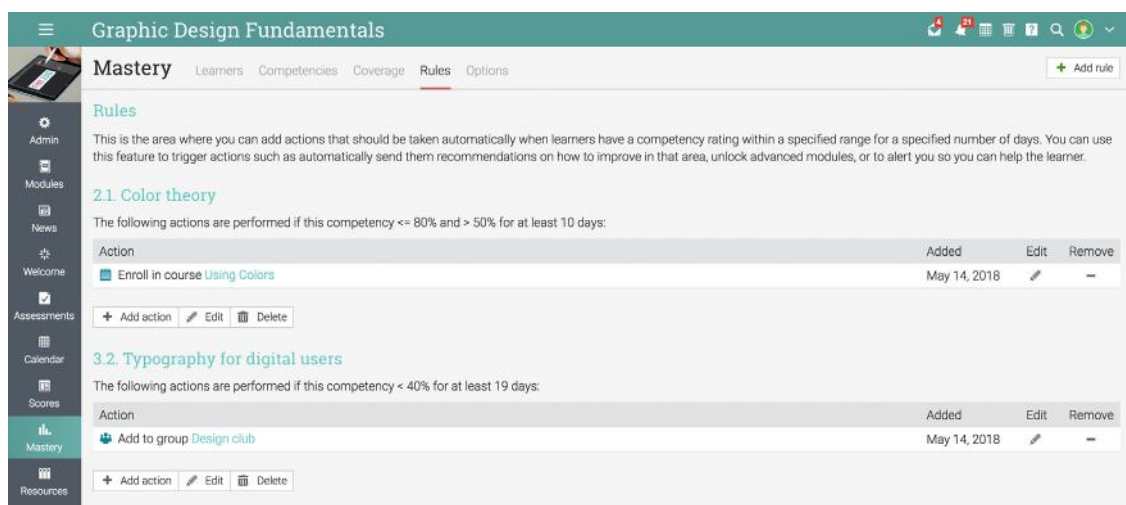 Graphic Design Fundamentals
4
21
Mastery Learners Competencies Coverage Rules Options
+ Add rule
Admin
Modules
News
Welcome
Assessments
Calendar
Scores
Mastery
Resources
Rules
This is the area where you can add actions that should be taken automatically when learners have a competency rating within a specified range for a specified number of days. You can use
this feature to trigger actions such as automatically send them recommendations on how to improve in that area, unlock advanced modules, or to alert you so you can help the learner.
2.1. Color theory
The following actions are performed if this competency <= 80% and > 50% for at least 10 days:
Action Added Edit Remove
Enroll in course Using Colors May 14, 2018
+ Add action Edit Delete
3.2. Typography for digital users
The following actions are performed if this competency < 40% for at least 19 days:
Action Added Edit Remove
Add to group Design club May 14, 2018
+ Add action Edit Delete